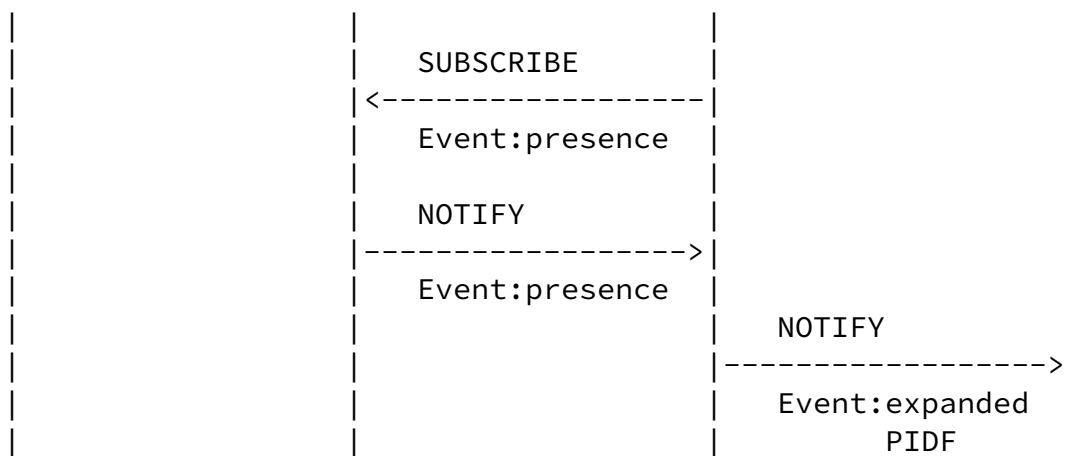 SUBSCRIBE
<------------------
Event:presence
NOTIFY
------------------>
Event:presence
NOTIFY
------------------>
Event:expanded
PIDF